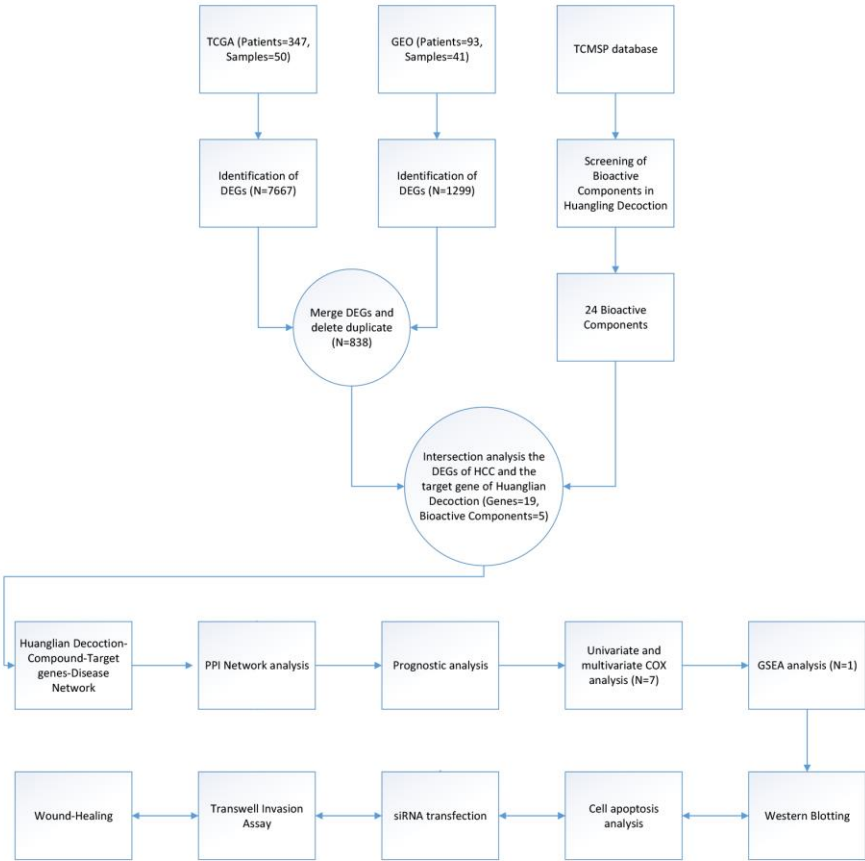 TCGA (Patients=347,
Samples=50)
GEO (Patients=93,
Samples=41)
TCMSP database
Identification of
DEGs (N=7667)
Identification of
DEGs (N=1299)
Screening of
Bioactive
Components in
Huangling Decoction
Merge DEGs and
delete duplicate
(N=838)
24 Bioactive
Components
Intersection analysis the
DEGs of HCC and the
target gene of Huanglian
Decoction (Genes=19,
Bioactive Components=5)
Huanglian Decoction-
Compound-Target
genes-Disease
Network
PPI Network analysis
Prognostic analysis
Univariate and
multivariate COX
analysis (N=7)
GSEA analysis (N=1)
Wound-Healing
Transwell Invasion
Assay
siRNA transfection
Cell apoptosis
analysis
Western Blotting